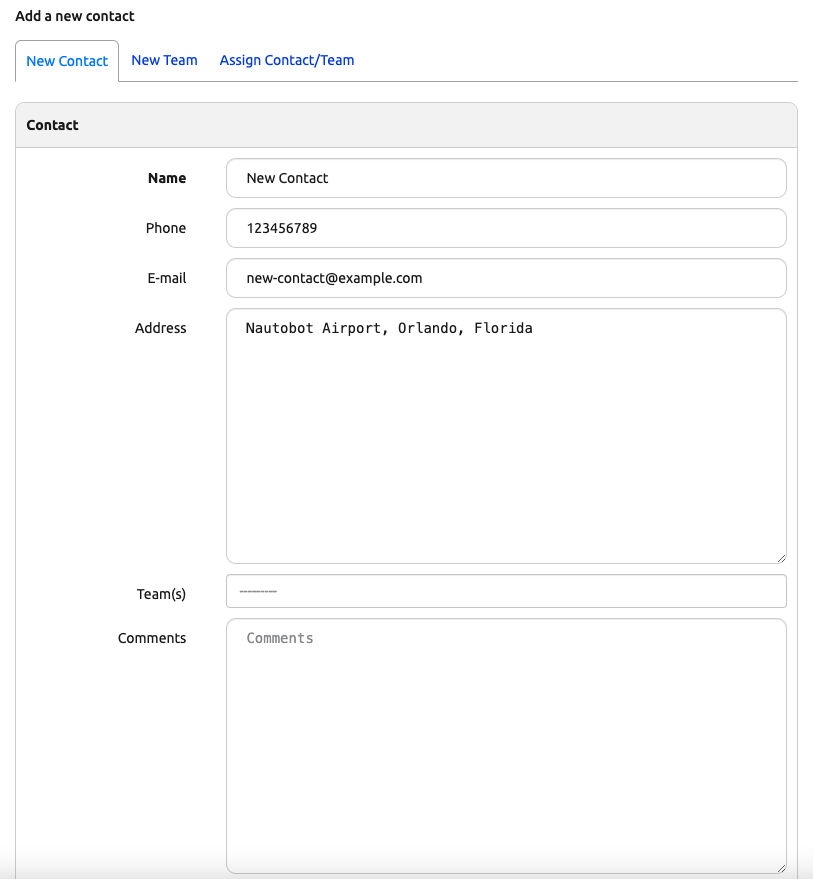 Add a new contact
New Contact New Team Assign Contact/Team
Contact
Name New Contact
Phone 123456789
E-mail new-contact@example.com
Address Nautobot Airport, Orlando, Florida
Team(s) ---------
Comments Comments